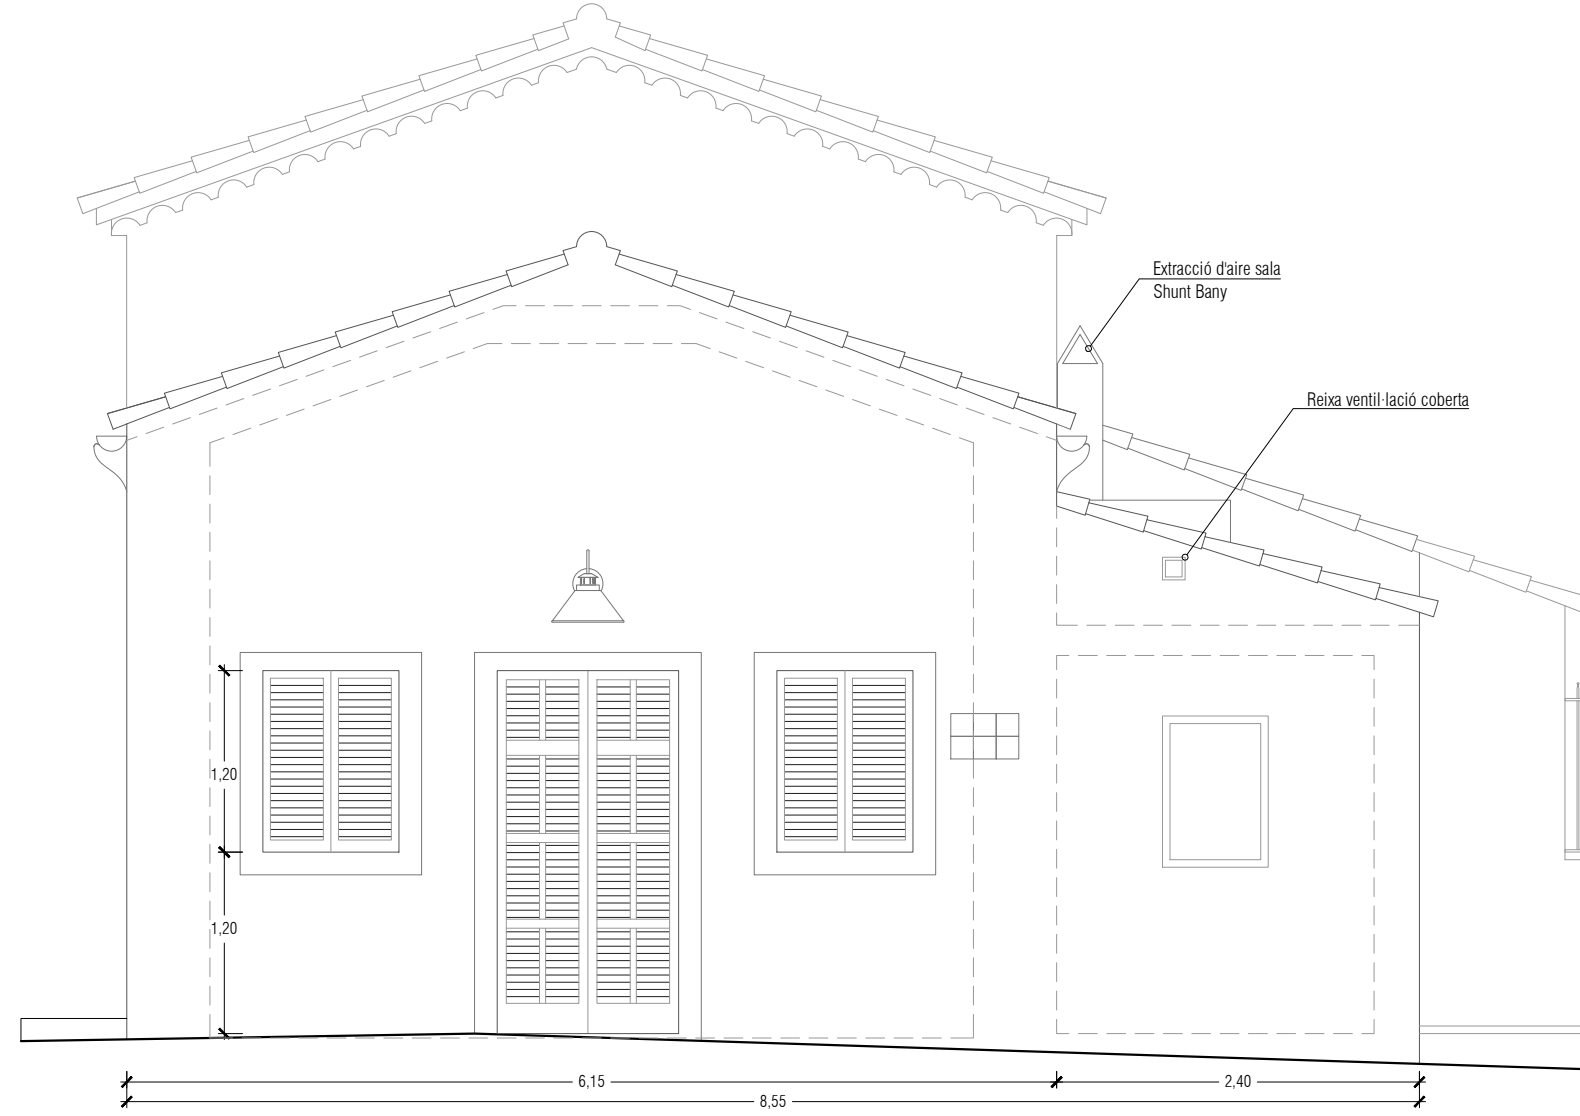 Extracció d'aire sala
Shunt Bany
Reixa ventil·lació coberta
1,20
1,20
6,15
2,40
8,55